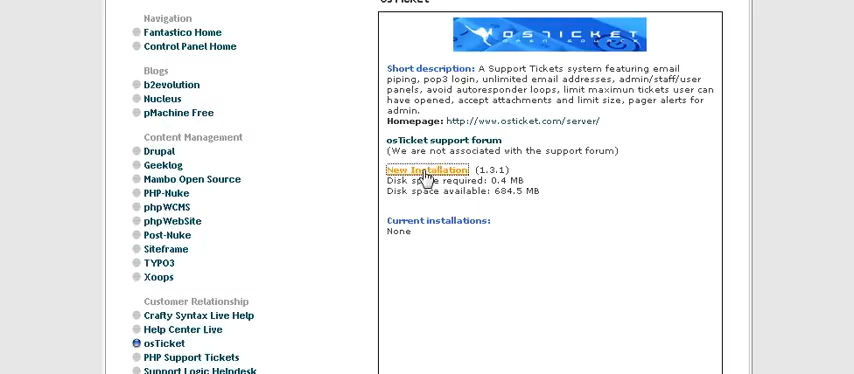 Navigation
Fantastico Home
Control Panel Home
Blogs
b2evolution
Nucleus
pMachine Free
Content Management
Drupal
Geeklog
Mambo Open Source
PHP-Nuke
phpWCMS
phpWebSite
Post-Nuke
Siteframe
TYPO3
Xoops
Customer Relationship
Crafty Syntax Live Help
Help Center Live
osTicket
PHP Support Tickets
Support Logic Helpdesk
osTicket
OSTICKET
OPEN SOURCE
Short description: A Support Tickets system featuring email
piping, pop3 login, unlimited email addresses, admin/staff/user
panels, avoid autoresponder loops, limit maximun tickets user can
have opened, accept attachments and limit size, pager alerts for
admin.
Homepage: http://www.osticket.com/server/
osTicket support forum
(We are not associated with the support forum)
New Installation (1.3.1)
Disk space required: 0.4 MB
Disk space available: 684.5 MB
Current installations:
None